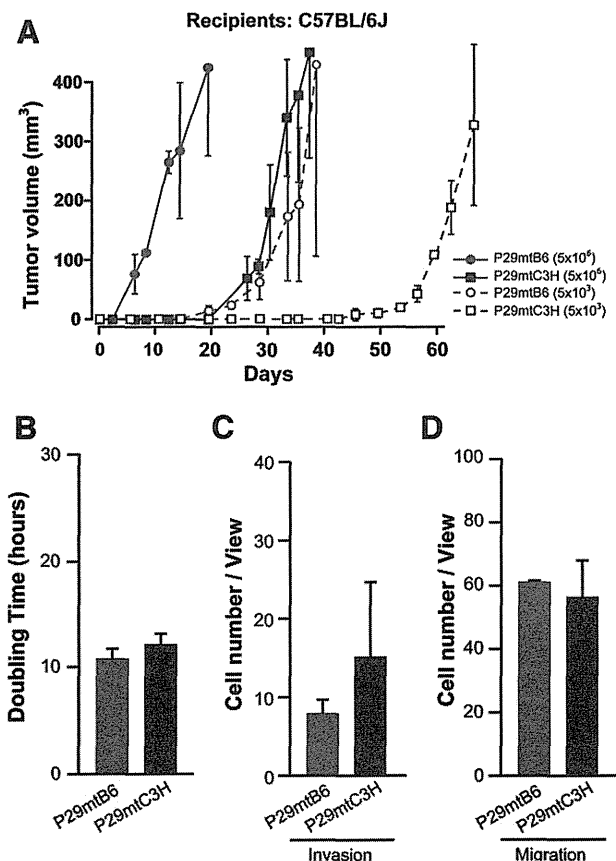 A
Recipients: C57BL/6J
Tumor volume (mm³)
400
300
200
100
0
0 10 20 30 40 50 60
Days
P29mtB6 (5x10⁶)
P29mtC3H (5x10⁶)
P29mtB6 (5x10³)
P29mtC3H (5x10³)
B
Doubling Time (hours)
30
20
10
0
P29mtB6
P29mtC3H
C
Cell number / View
40
30
20
10
0
P29mtB6
P29mtC3H
Invasion
D
Cell number / View
100
80
60
40
20
0
P29mtB6
P29mtC3H
Migration